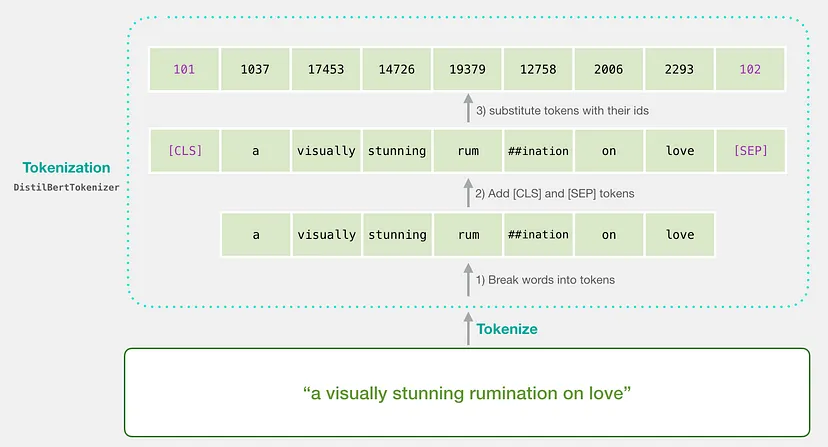 101 1037 17453 14726 19379 12758 2006 2293 102
3) substitute tokens with their ids
[CLS] a visually stunning rum ##ination on love [SEP]
Tokenization
DistilBertTokenizer
2) Add [CLS] and [SEP] tokens
a visually stunning rum ##ination on love
1) Break words into tokens
Tokenize
“a visually stunning rumination on love”